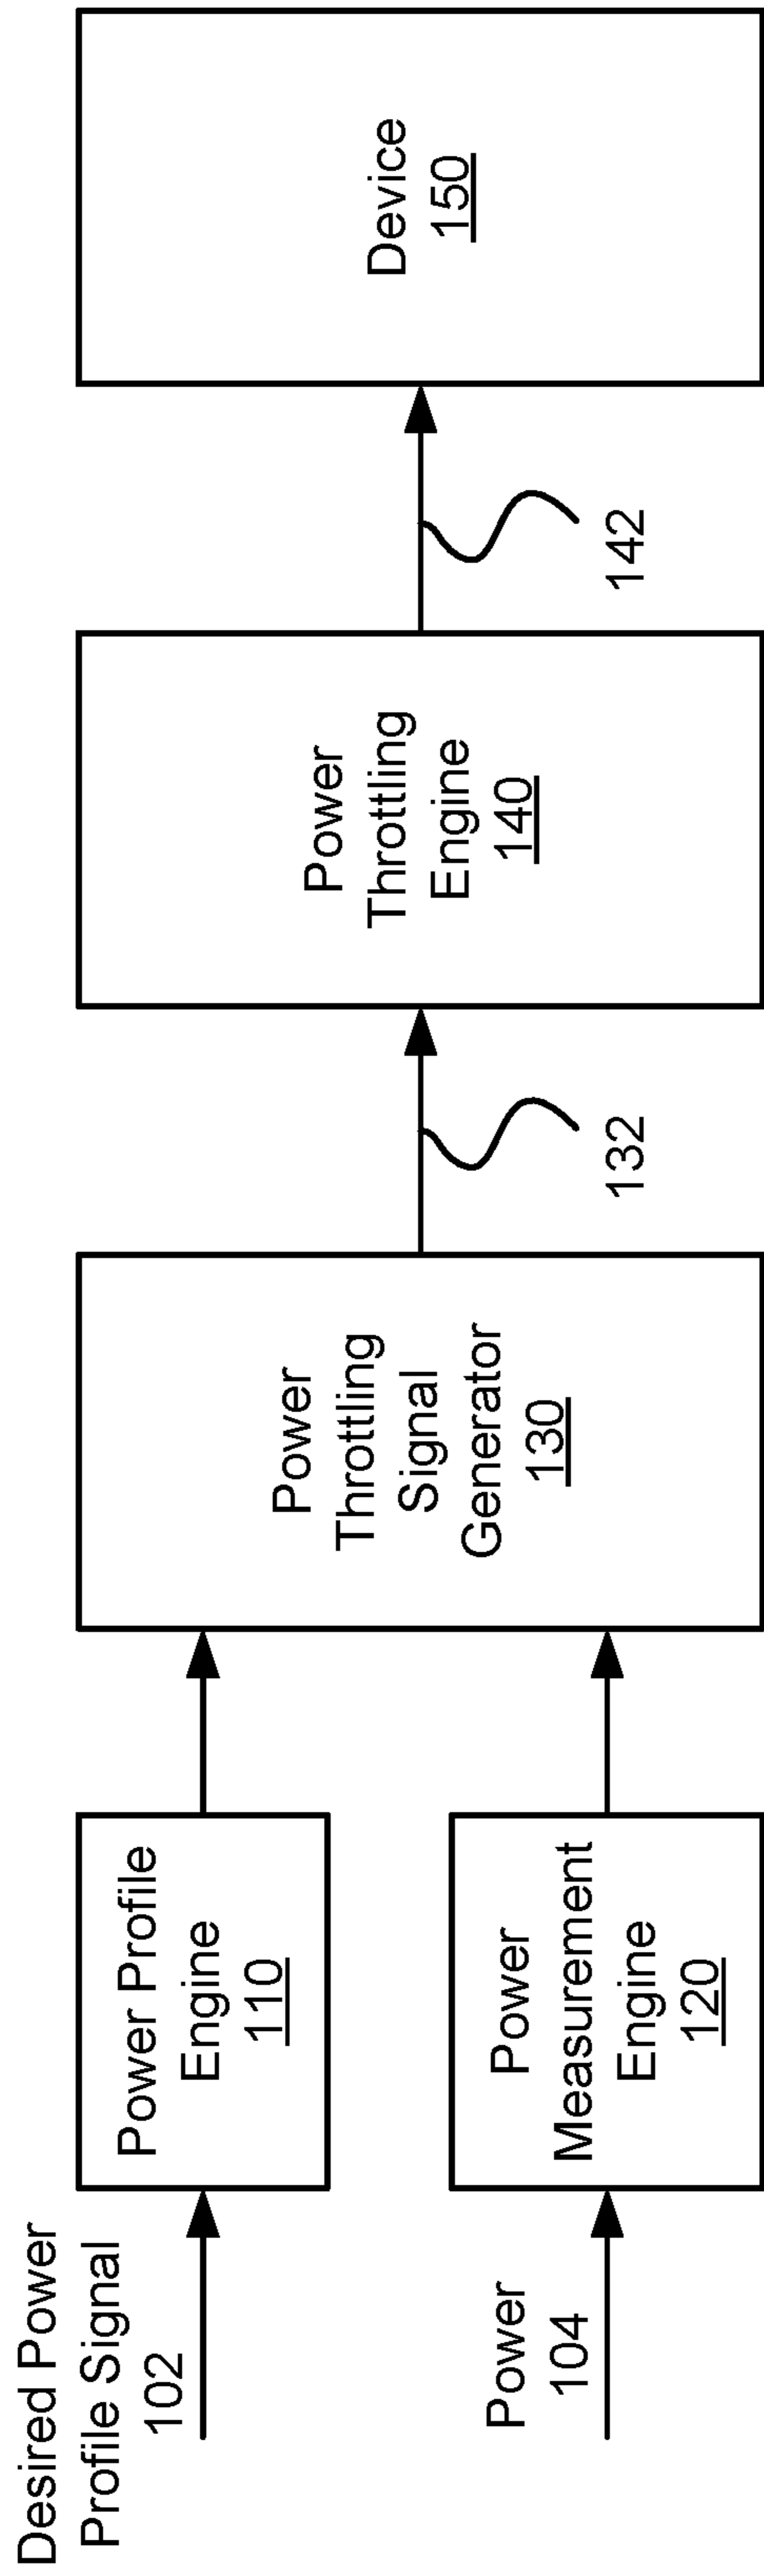 Desired Power
Profile Signal
102
Power Profile
Engine
110
Power
104
Power
Measurement
Engine
120
Power
Throttling
Signal
Generator
130
132
Power
Throttling
Engine
140
142
Device
150